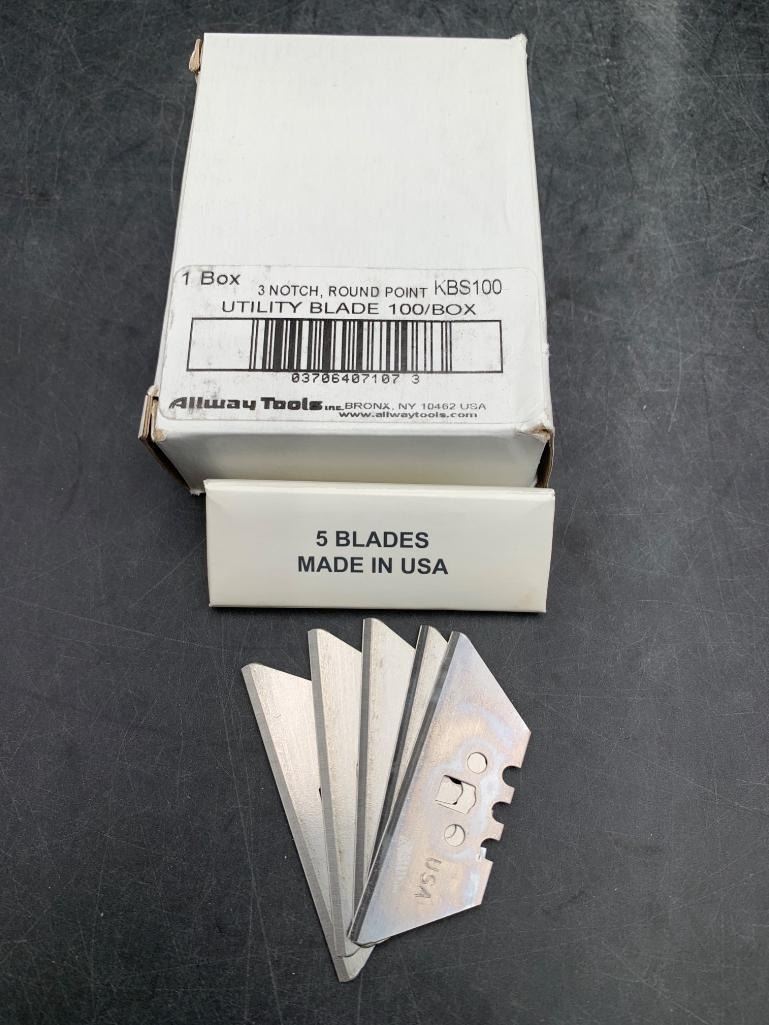 1 Box 3 NOTCH, ROUND POINT KBS100
UTILITY BLADE 100/BOX
03706407107 3
Allway Tools INC. BRONX, NY 10462 USA
www.allwaytools.com
5 BLADES
MADE IN USA
USA